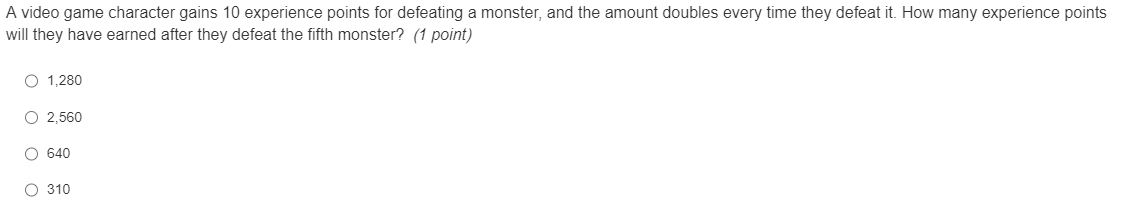 A video game character gains 10 experience points for defeating a monster, and the amount doubles every time they defeat it. How many experience points
will they have earned after they defeat the fifth monster? (1 point)
1,280
2,560
640
310